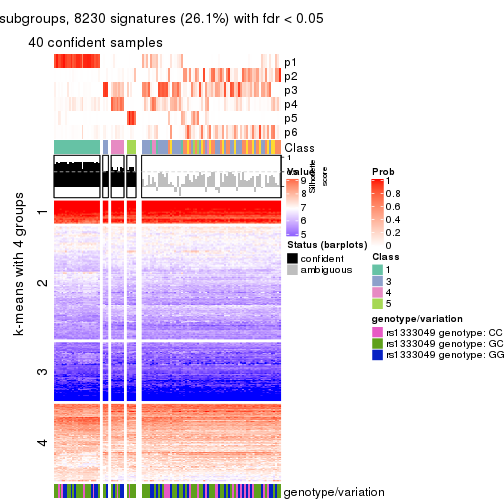 subgroups, 8230 signatures (26.1%) with fdr < 0.05
40 confident samples
p1
p2
p3
p4
p5
p6
Class
1
Silhouette
score
k-means with 4 groups
1
2
3
4
genotype/variation
Value
9
8
7
6
5
Status (barplots)
confident
ambiguous
Prob
1
0.8
0.6
0.4
0.2
0
Class
1
3
4
5
genotype/variation
rs1333049 genotype: CC
rs1333049 genotype: GC
rs1333049 genotype: GG